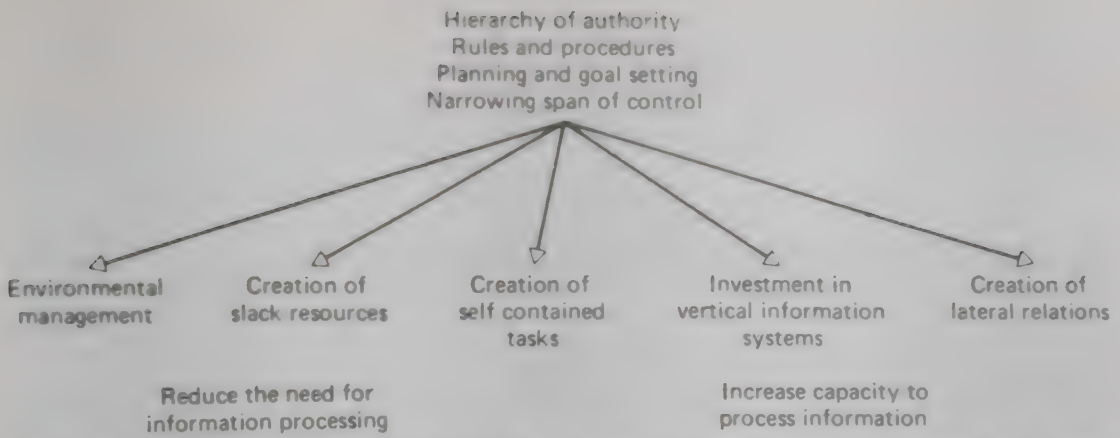 Hierarchy of authority
Rules and procedures
Planning and goal setting
Narrowing span of control
Environmental
management
Creation of
slack resources
Creation of
self contained
tasks
Investment in
vertical information
systems
Creation of
lateral relations
Reduce the need for
information processing
Increase capacity to
process information